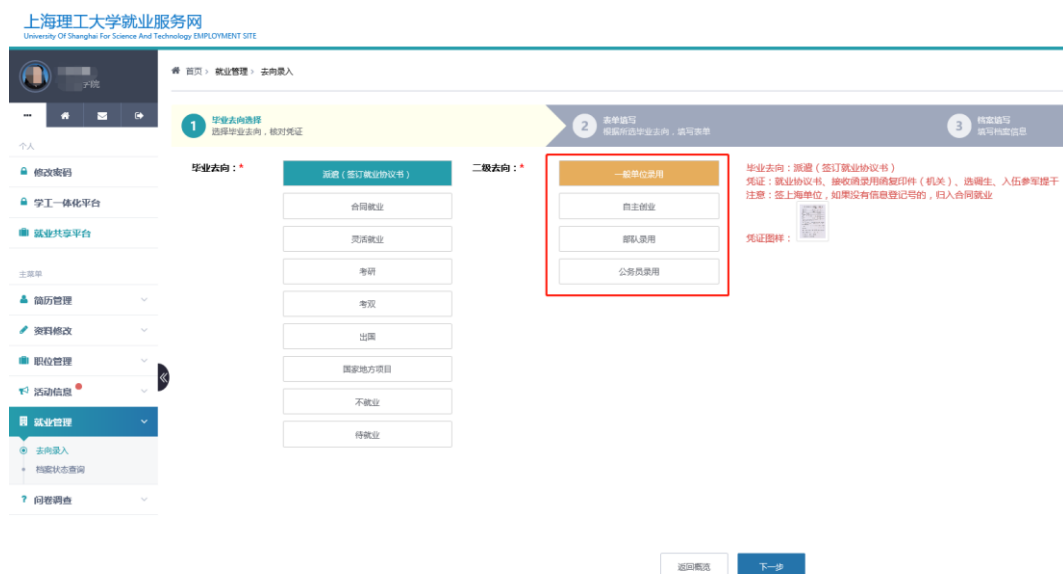 上海理工大学就业服务网
University Of Shanghai For Science And Technology EMPLOYMENT SITE
学院
首页 > 就业管理 > 去向录入
1 毕业去向选择
选择毕业去向，核对凭证
2 表单填写
根据所选毕业去向，填写表单
3 档案填写
填写档案信息
个人
修改密码
学工一体化平台
就业共享平台
主菜单
简历管理
资料修改
职位管理
活动信息
就业管理
去向录入
档案状态查询
问卷调查
毕业去向：*
派遣（签订就业协议书）
合同就业
灵活就业
考研
考双
出国
国家地方项目
不就业
待就业
二级去向：*
一般单位录用
自主创业
部队录用
公务员录用
毕业去向：派遣（签订就业协议书）
凭证：就业协议书、接收函录用函复印件（机关）、选调生、入伍参军提干
注意：签上海单位，如果没有信息登记号的，归入合同就业
凭证图样：
返回概览
下一步